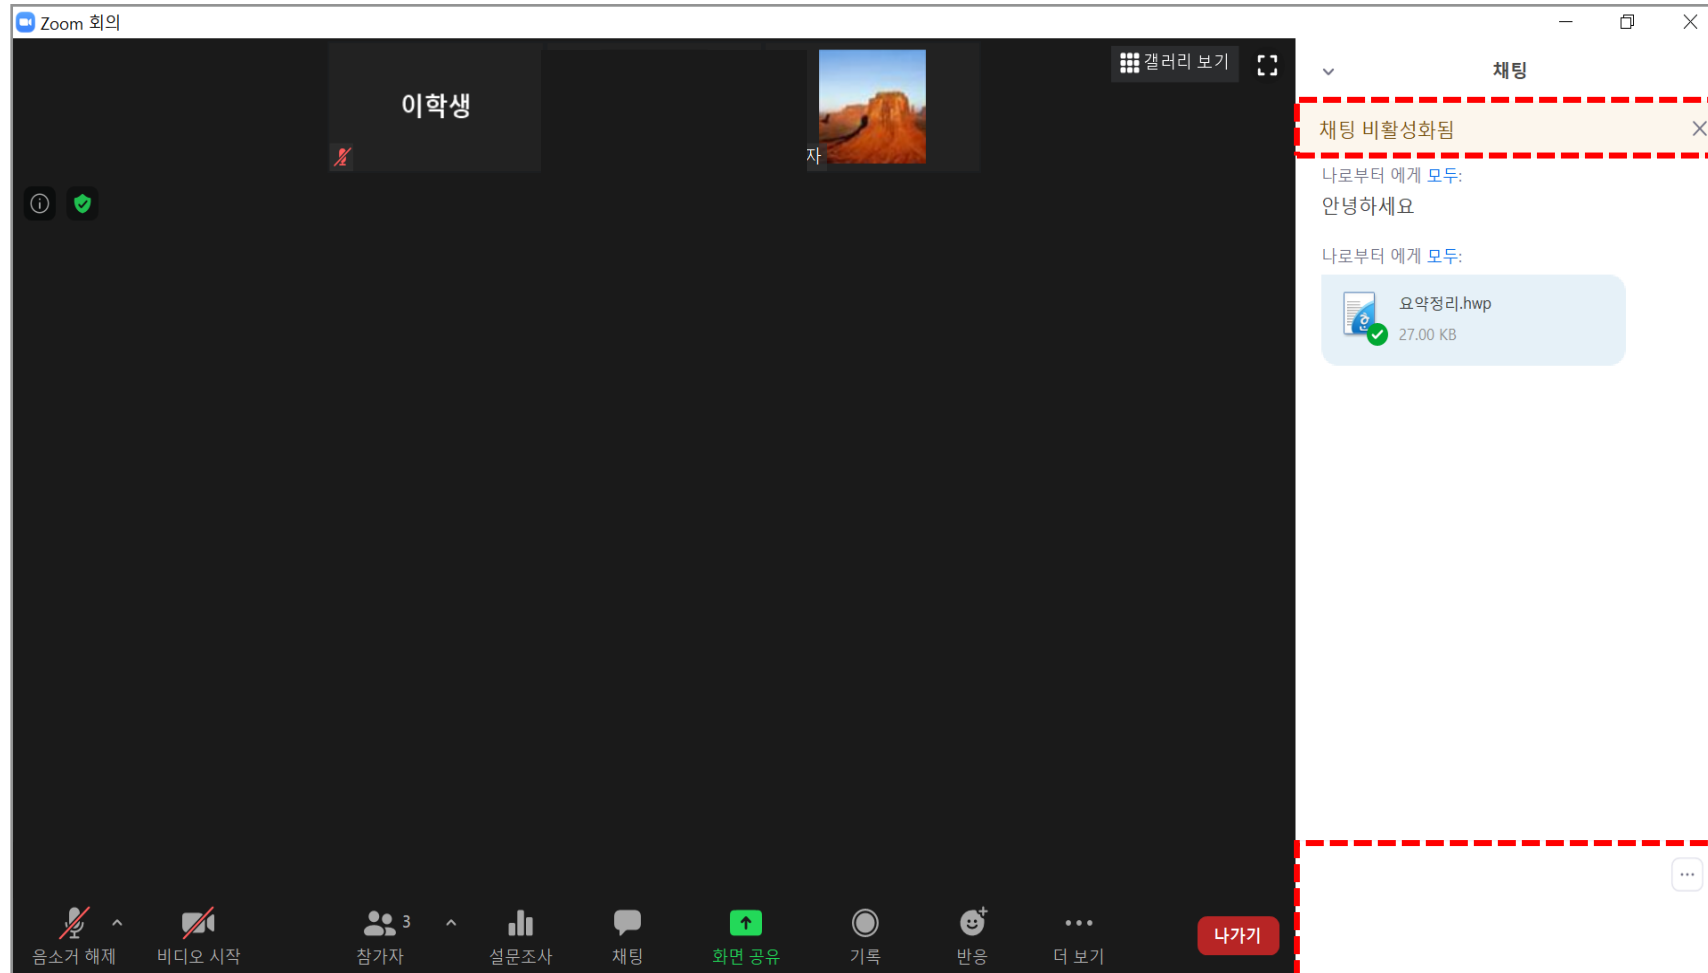 Zoom 회의
이학생
자
갤러리 보기
채팅
채팅 비활성화됨
나로부터 에게 모두:
안녕하세요
나로부터 에게 모두:
요약정리.hwp
27.00 KB
음소거 해제
비디오 시작
3
참가자
설문조사
채팅
화면 공유
기록
반응
더 보기
나가기